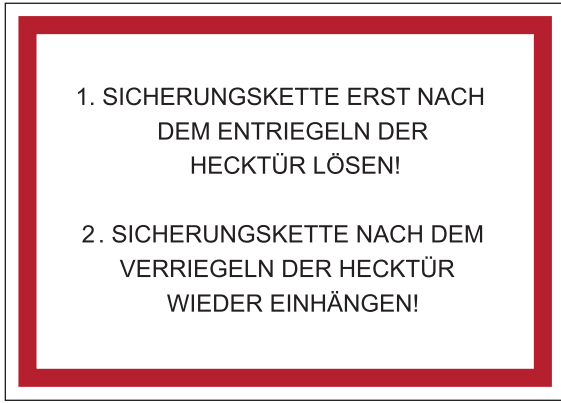 1. SICHERUNGSKETTE ERST NACH
DEM ENTRIEGELN DER
HECKTÜR LÖSEN!
2. SICHERUNGSKETTE NACH DEM
VERRIEGELN DER HECKTÜR
WIEDER EINHÄNGEN!